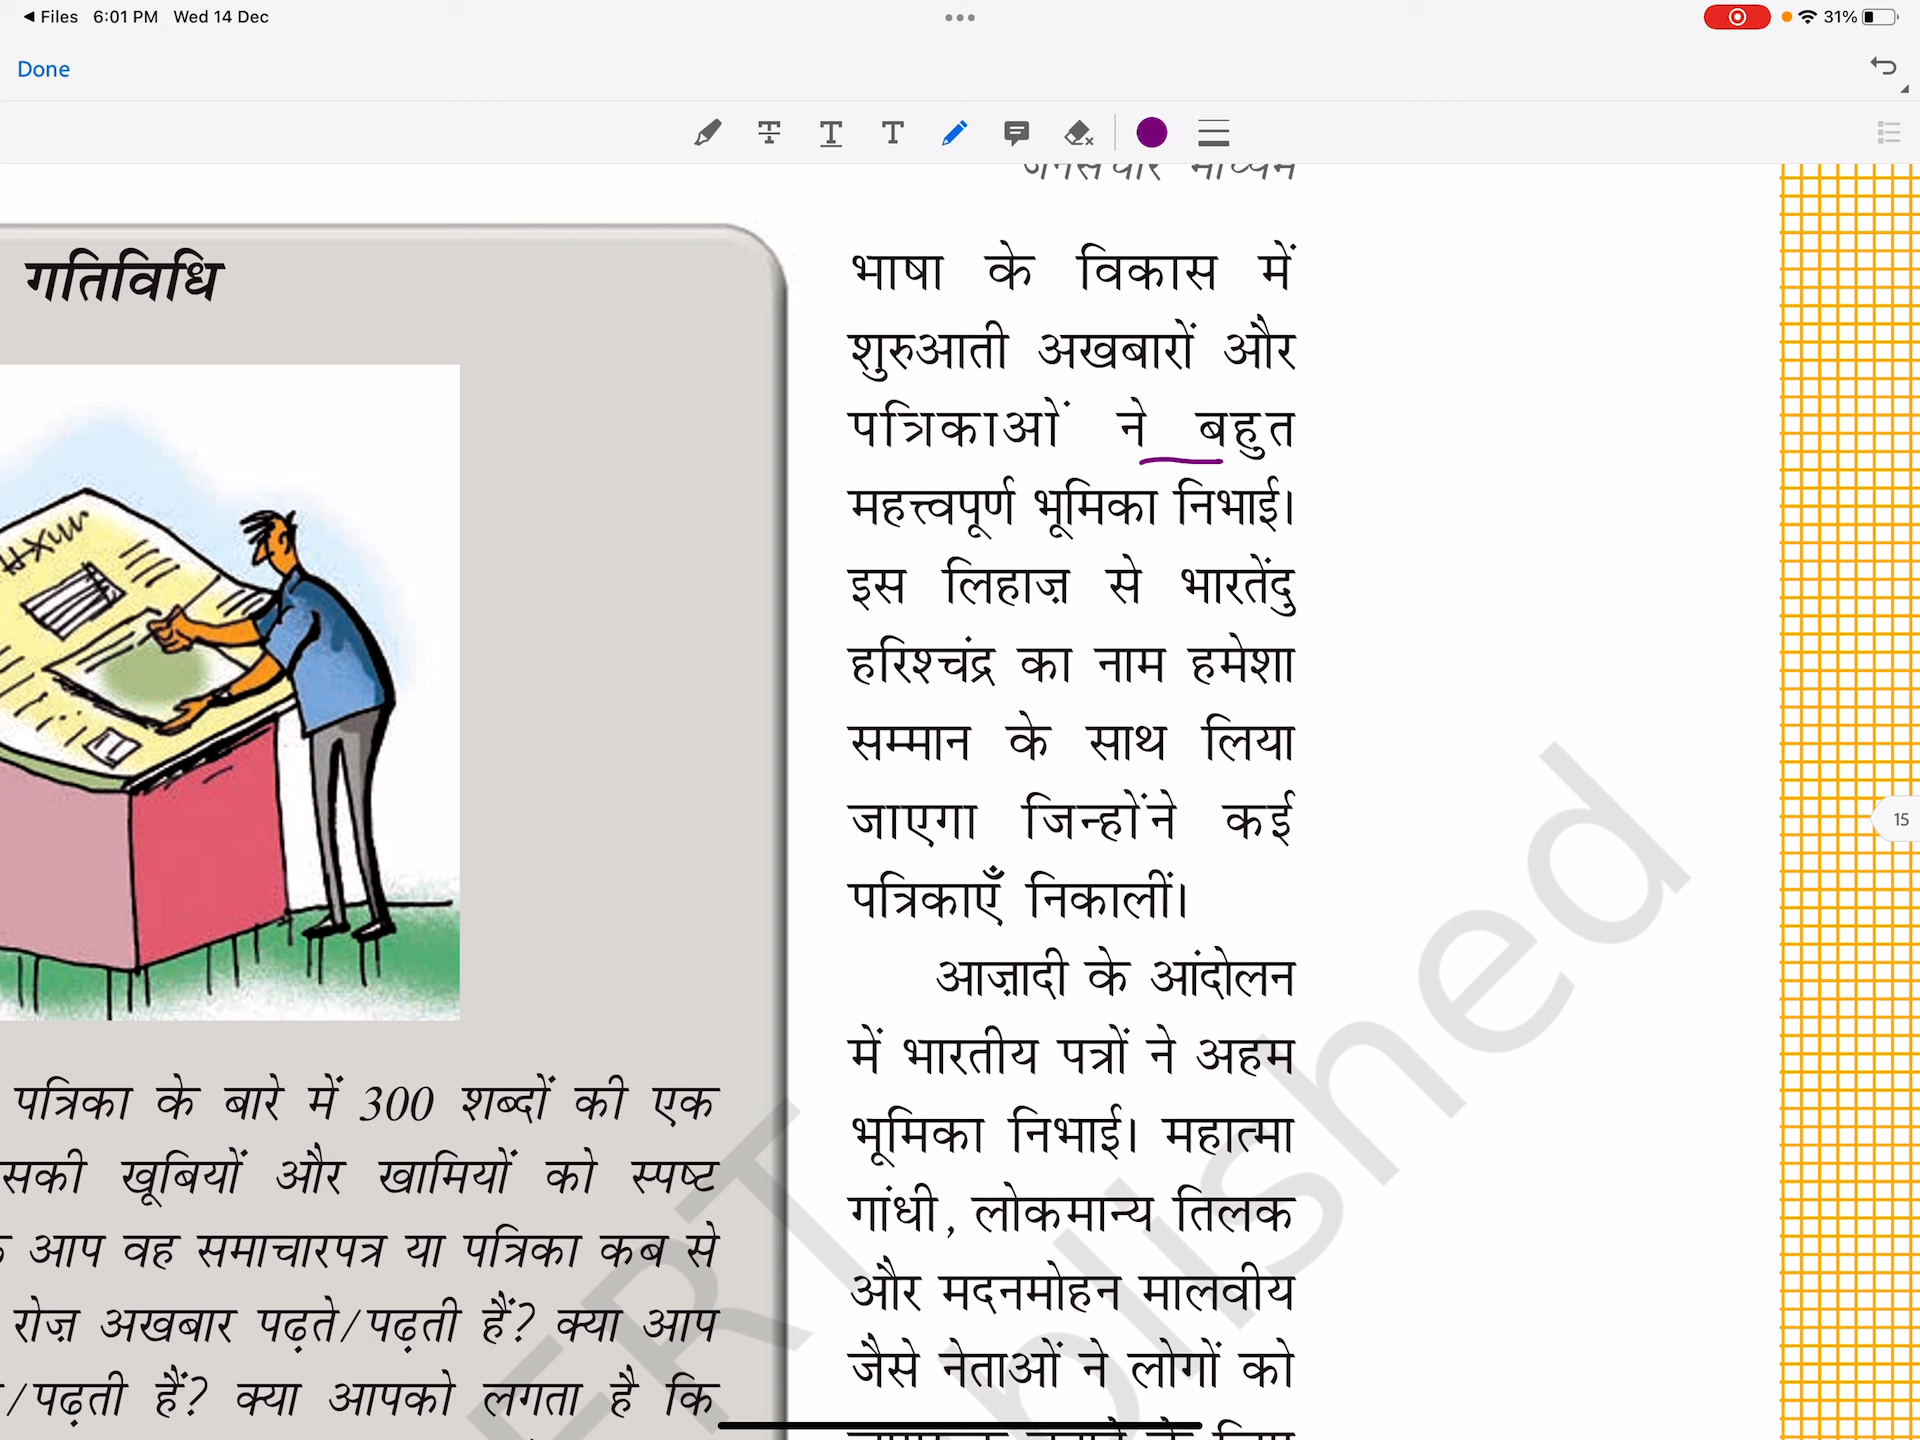 Files 6:01 PM Wed 14 Dec
31%
Done
जनसंचार माध्यम
गतिविधि
पत्रिका के बारे में 300 शब्दों की एक
खूबियों और खामियों को स्पष्ट
आप वह समाचारपत्र या पत्रिका कब से
रोज़ अखबार पढ़ते/पढ़ती हैं? क्या आप
/पढ़ती हैं? क्या आपको लगता है कि
भाषा के विकास में
शुरुआती अखबारों और
पत्रिकाओं ने बहुत
महत्त्वपूर्ण भूमिका निभाई।
इस लिहाज़ से भारतेंदु
हरिश्चंद्र का नाम हमेशा
सम्मान के साथ लिया
जाएगा जिन्होंने कई
पत्रिकाएँ निकालीं।
आज़ादी के आंदोलन
में भारतीय पत्रों ने अहम
भूमिका निभाई। महात्मा
गांधी, लोकमान्य तिलक
और मदनमोहन मालवीय
जैसे नेताओं ने लोगों को
15